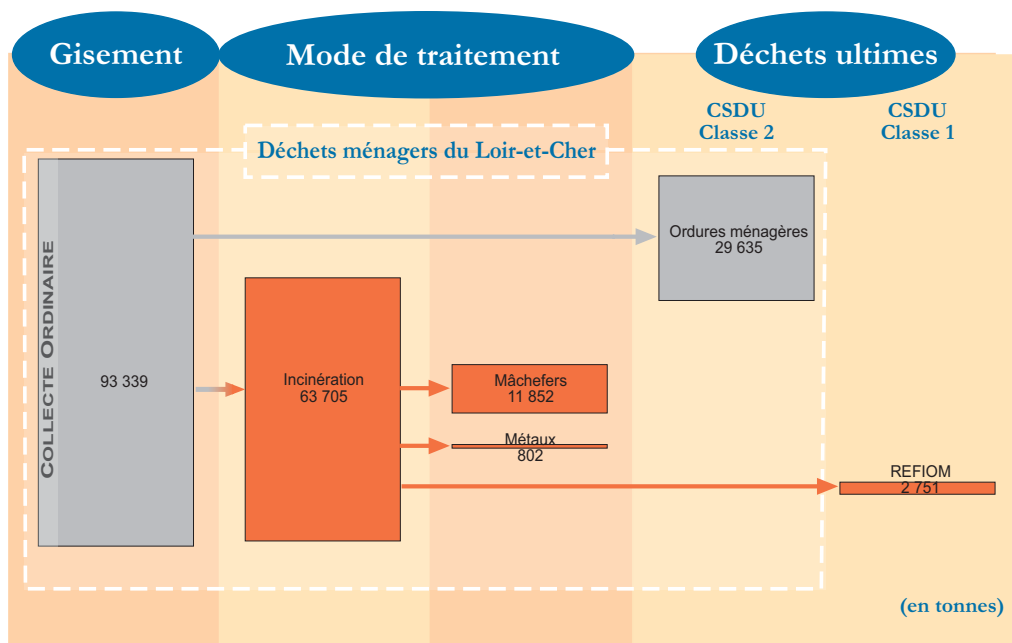 Gisement
Mode de traitement
Déchets ultimes
CSDU
Classe 2
CSDU
Classe 1
Déchets ménagers du Loir-et-Cher
COLLECTE ORDINAIRE
93 339
Ordures ménagères
29 635
Incinération
63 705
Mâchefers
11 852
Métaux
802
REFIOM
2 751
(en tonnes)